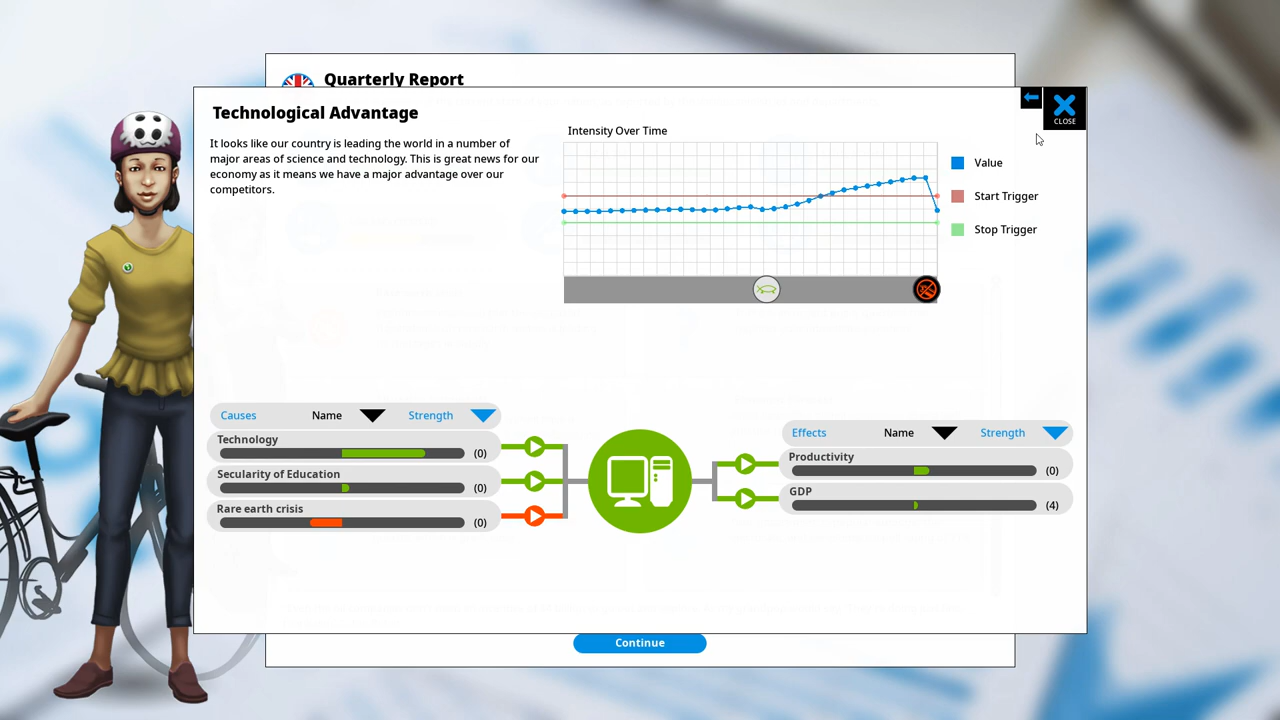 Quarterly Report
Technological Advantage
CLOSE
It looks like our country is leading the world in a number of
major areas of science and technology. This is great news for our
economy as it means we have a major advantage over our
competitors.
Intensity Over Time
Value
Start Trigger
Stop Trigger
Causes Name Strength
Technology
(0)
Secularity of Education
(0)
Rare earth crisis
(0)
Effects Name Strength
Productivity
(0)
GDP
(4)
Continue